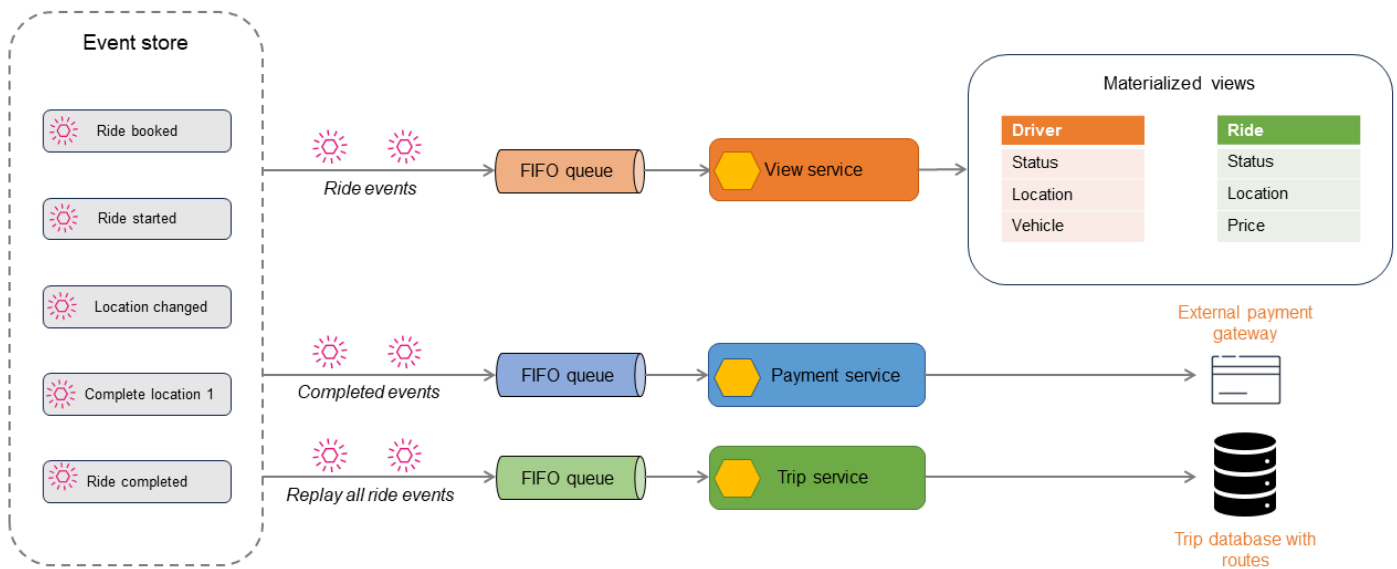 Event store
Ride booked
Ride started
Location changed
Complete location 1
Ride completed
Ride events
FIFO queue
View service
Materialized views
Driver
Status
Location
Vehicle
Ride
Status
Location
Price
Completed events
FIFO queue
Payment service
External payment
gateway
Replay all ride events
FIFO queue
Trip service
Trip database with
routes